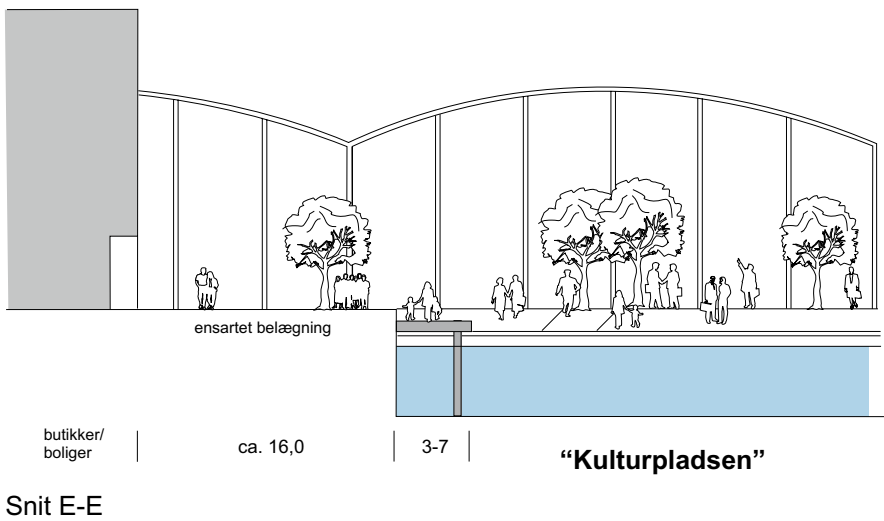 ensartet belægning
butikker/
boliger
ca. 16,0
3-7
“Kulturpladsen”
Snit E-E